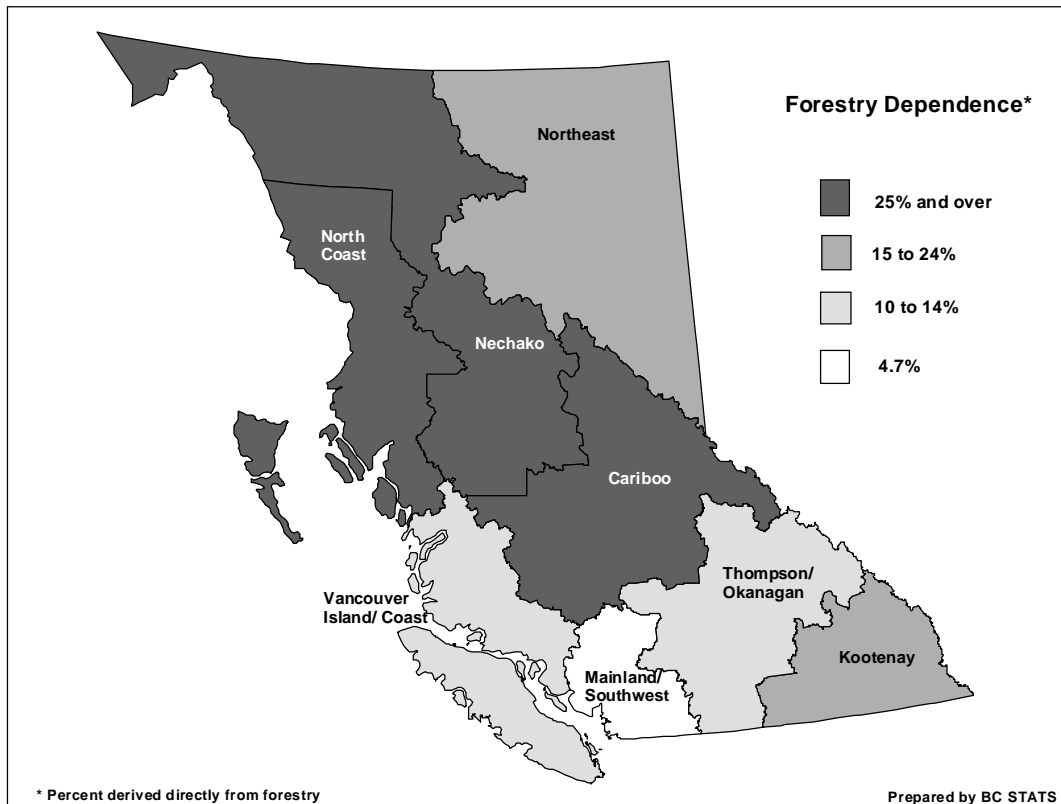 Forestry Dependence*
25% and over
15 to 24%
10 to 14%
4.7%
Northeast
North
Coast
Nechako
Cariboo
Thompson/
Okanagan
Vancouver
Island/ Coast
Kootenay
Mainland/
Southwest
* Percent derived directly from forestry
Prepared by BC STATS